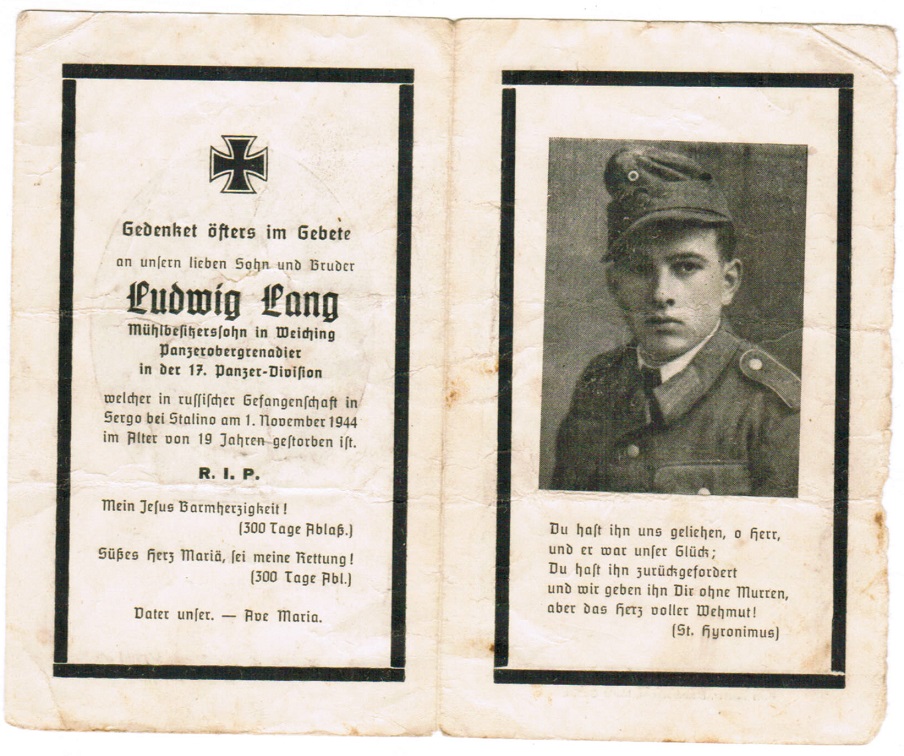 Gedenket öfters im Gebete
an unsern lieben Sohn und Bruder
Ludwig Lang
Mühlbesitzerssohn in Weiching
Panzerobergrenadier
in der 17. Panzer-Division
welcher in russischer Gefangenschaft in
Sergo bei Stalino am 1. November 1944
im Alter von 19 Jahren gestorben ist.
R. I. P.
Mein Jesus Barmherzigkeit!
(300 Tage Ablaß.)
Süßes Herz Mariä, sei meine Rettung!
(300 Tage Abl.)
Vater unser. — Ave Maria.
Du hast ihn uns geliehen, o Herr,
und er war unser Glück;
Du hast ihn zurückgefordert
und wir geben ihn Dir ohne Murren,
aber das Herz voller Wehmut!
(St. Hyronimus)